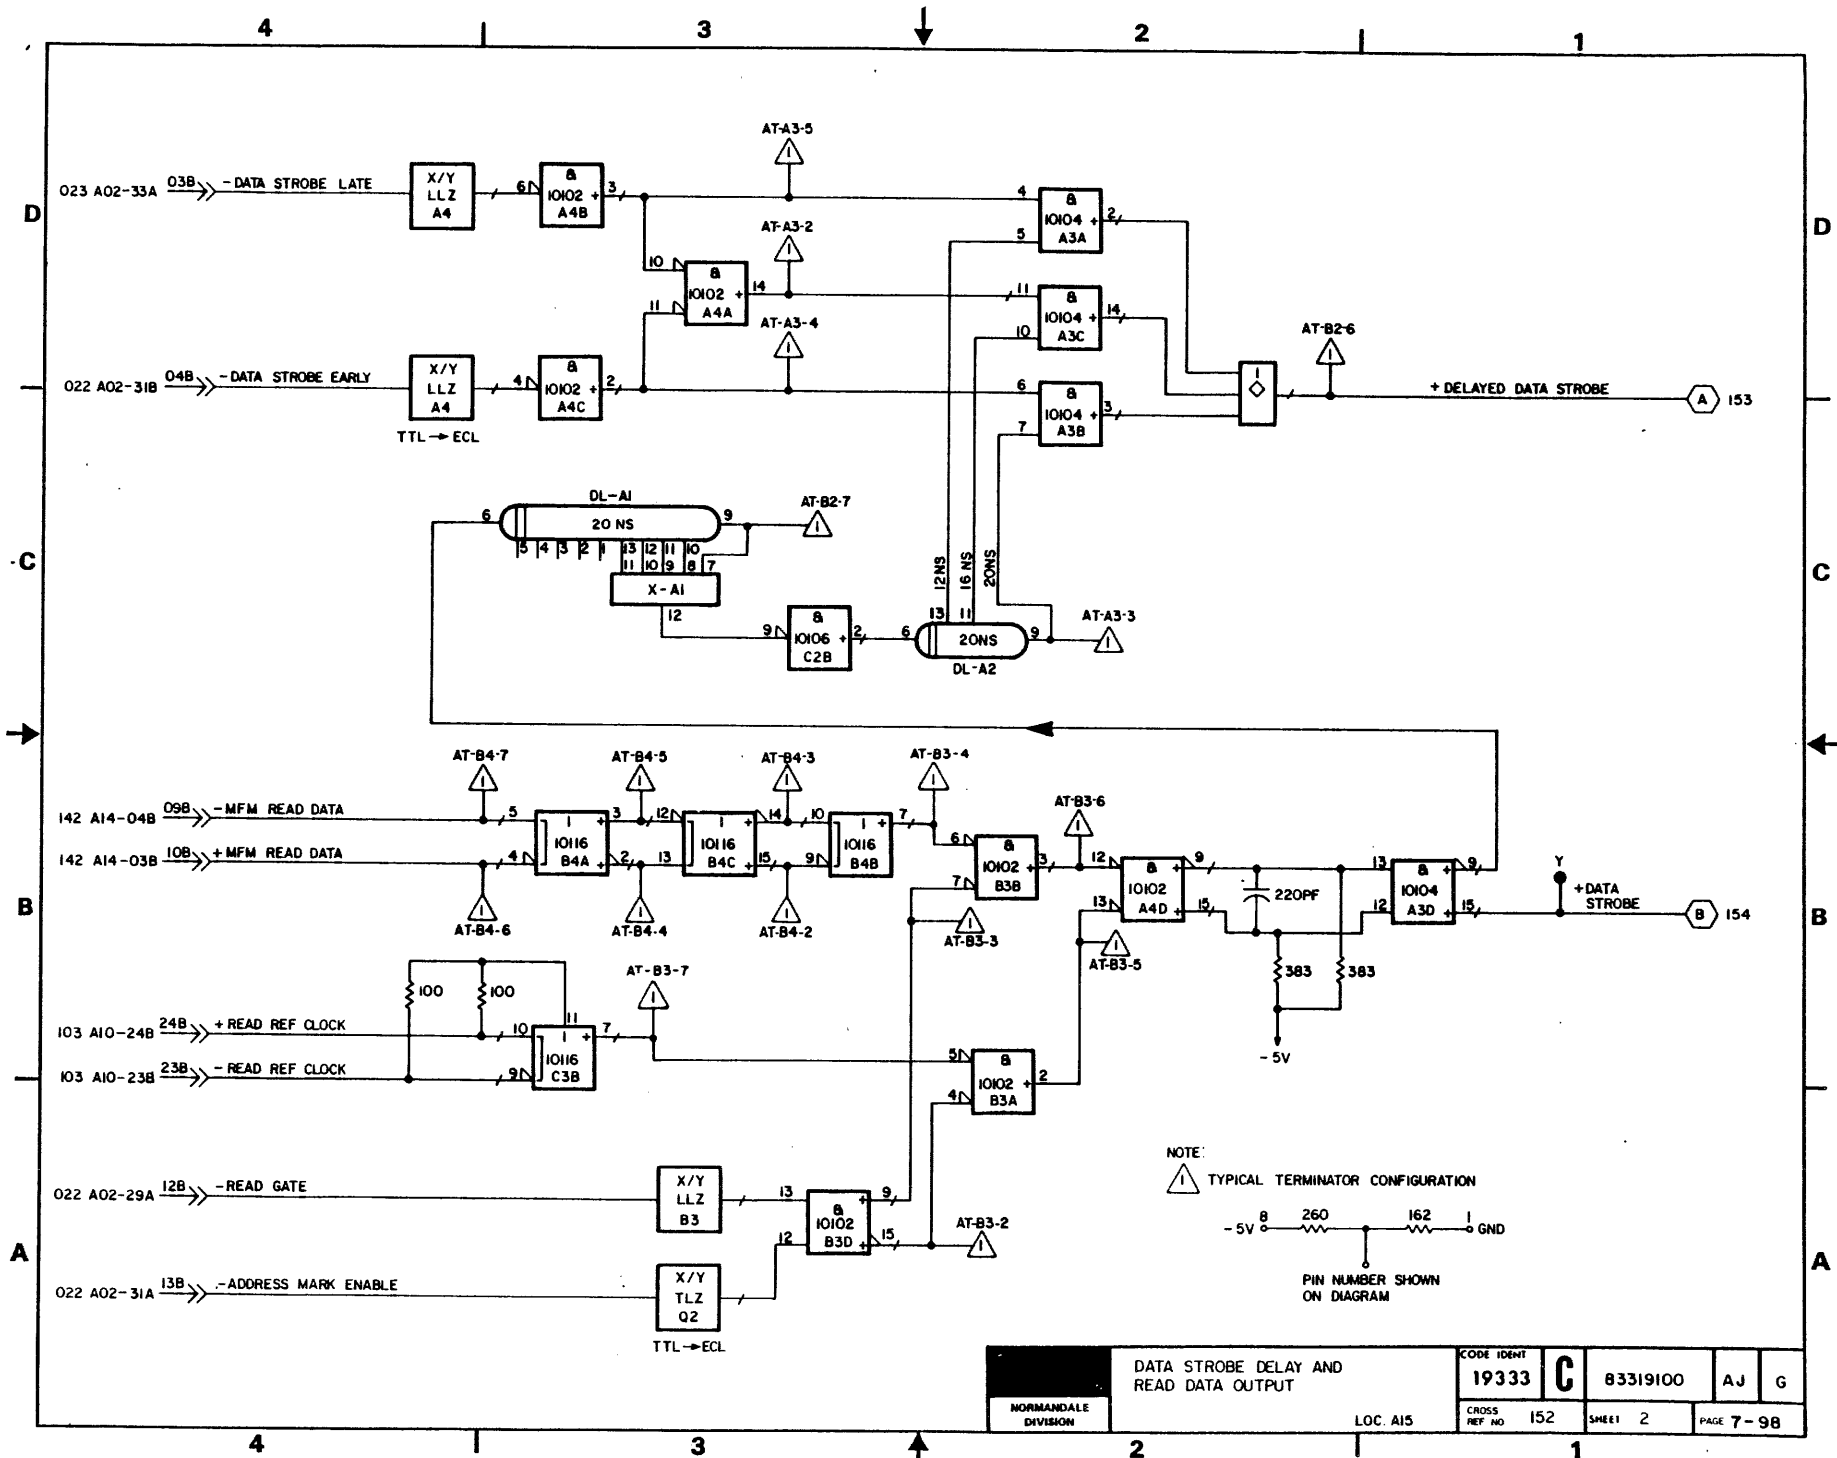 4 3 2 1
AT-A3-5
023 A02-33A 03B - DATA STROBE LATE
X/Y
LLZ
A4
6 & 3
10102 +
A4B
D
AT-A3-2
4 & 2
10104 +
5 A3A
D
10 & 14
10102 +
11 A4A
11 & 14
10104 +
10 A3C
AT-A3-4
AT-B2-6
022 A02-31B 04B - DATA STROBE EARLY
X/Y
LLZ
A4
TTL → ECL
4 & 2
10102 +
A4C
6 & 3
10104 +
7 A3B
1
+ DELAYED DATA STROBE
A 153
DL-A1
6 20 NS 9
AT-B2-7
5 4 3 2 1 13 12 11 10
11 10 9 8 7
X-A1
12
C
12NS 16 NS 20NS
C
9 & 2
10106 +
C2B
13 11
6 20NS 9
DL-A2
AT-A3-3
AT-B4-7 AT-B4-5 AT-B4-3 AT-B3-4
142 A14-04B 09B - MFM READ DATA
142 A14-03B 10B + MFM READ DATA
5 1 3
10116
4 B4A 2
12 1 14
10116
13 B4C 15
10 1 7
10116
9 B4B
AT-B3-6
6 & 3
10102
7 B3B
12 & 9
10102
13 A4D 15
220PF
13 & 9
10104
12 A3D 15
Y
+DATA
STROBE
B 154
B
AT-B4-6 AT-B4-4 AT-B4-2
AT-B3-3
AT-B3-5
B
383 383
- 5V
AT-B3-7
100 100
103 A10-24B 24B + READ REF CLOCK
103 A10-23B 23B - READ REF CLOCK
11
10 1 7
10116
9 C3B
5 & 2
10102 +
4 B3A
022 A02-29A 12B - READ GATE
X/Y
LLZ
B3
13 & 9
10102
12 B3D 15
AT-B3-2
022 A02-31A 13B - ADDRESS MARK ENABLE
X/Y
TLZ
Q2
TTL → ECL
A
NOTE:
1 TYPICAL TERMINATOR CONFIGURATION
- 5V 8 260 162 1 GND
PIN NUMBER SHOWN
ON DIAGRAM
A
NORMANDALE
DIVISION
DATA STROBE DELAY AND
READ DATA OUTPUT
LOC. A15
CODE IDENT
19333
C
83319100
AJ
G
CROSS
REF NO 152
SHEET 2
PAGE 7-98
4 3 2 1